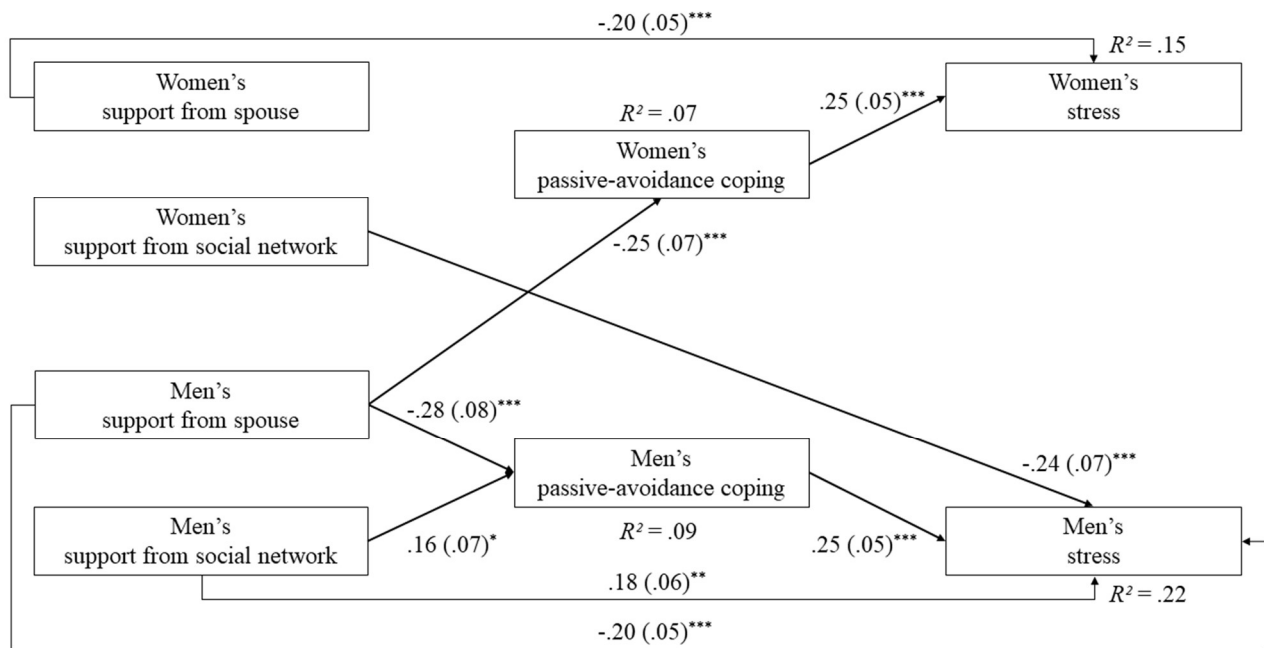 -.20 (.05)***
R² = .15
Women's
support from spouse
Women's
stress
.25 (.05)***
R² = .07
Women's
passive-avoidance coping
Women's
support from social network
-.25 (.07)***
Men's
support from spouse
-.28 (.08)***
Men's
passive-avoidance coping
-.24 (.07)***
Men's
support from social network
.16 (.07)*
R² = .09
.25 (.05)***
Men's
stress
.18 (.06)**
R² = .22
-.20 (.05)***